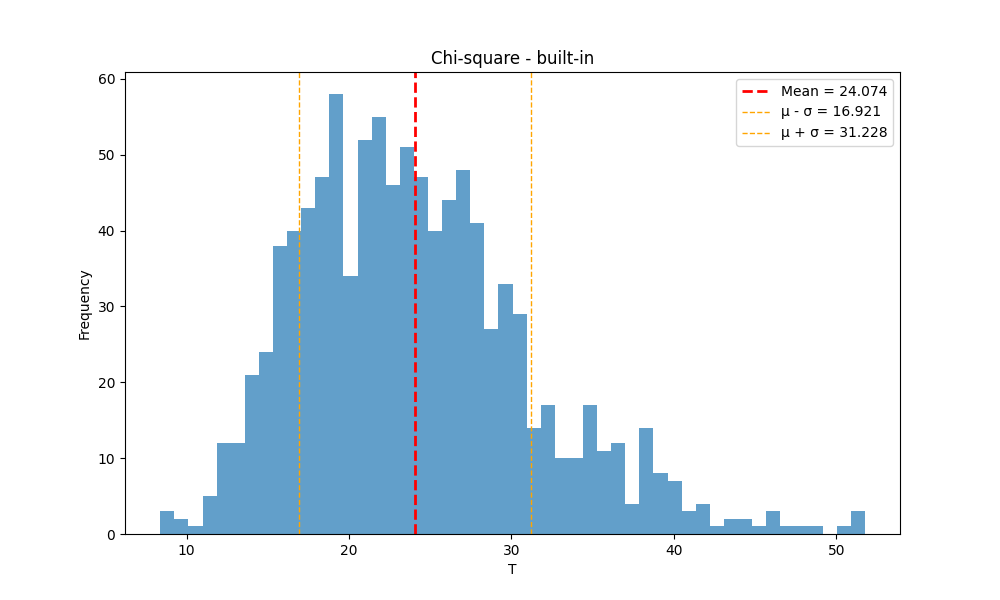 Chi-square - built-in
Mean = 24.074
μ - σ = 16.921
μ + σ = 31.228
Frequency
60
50
40
30
20
10
0
10
20
30
40
50
T